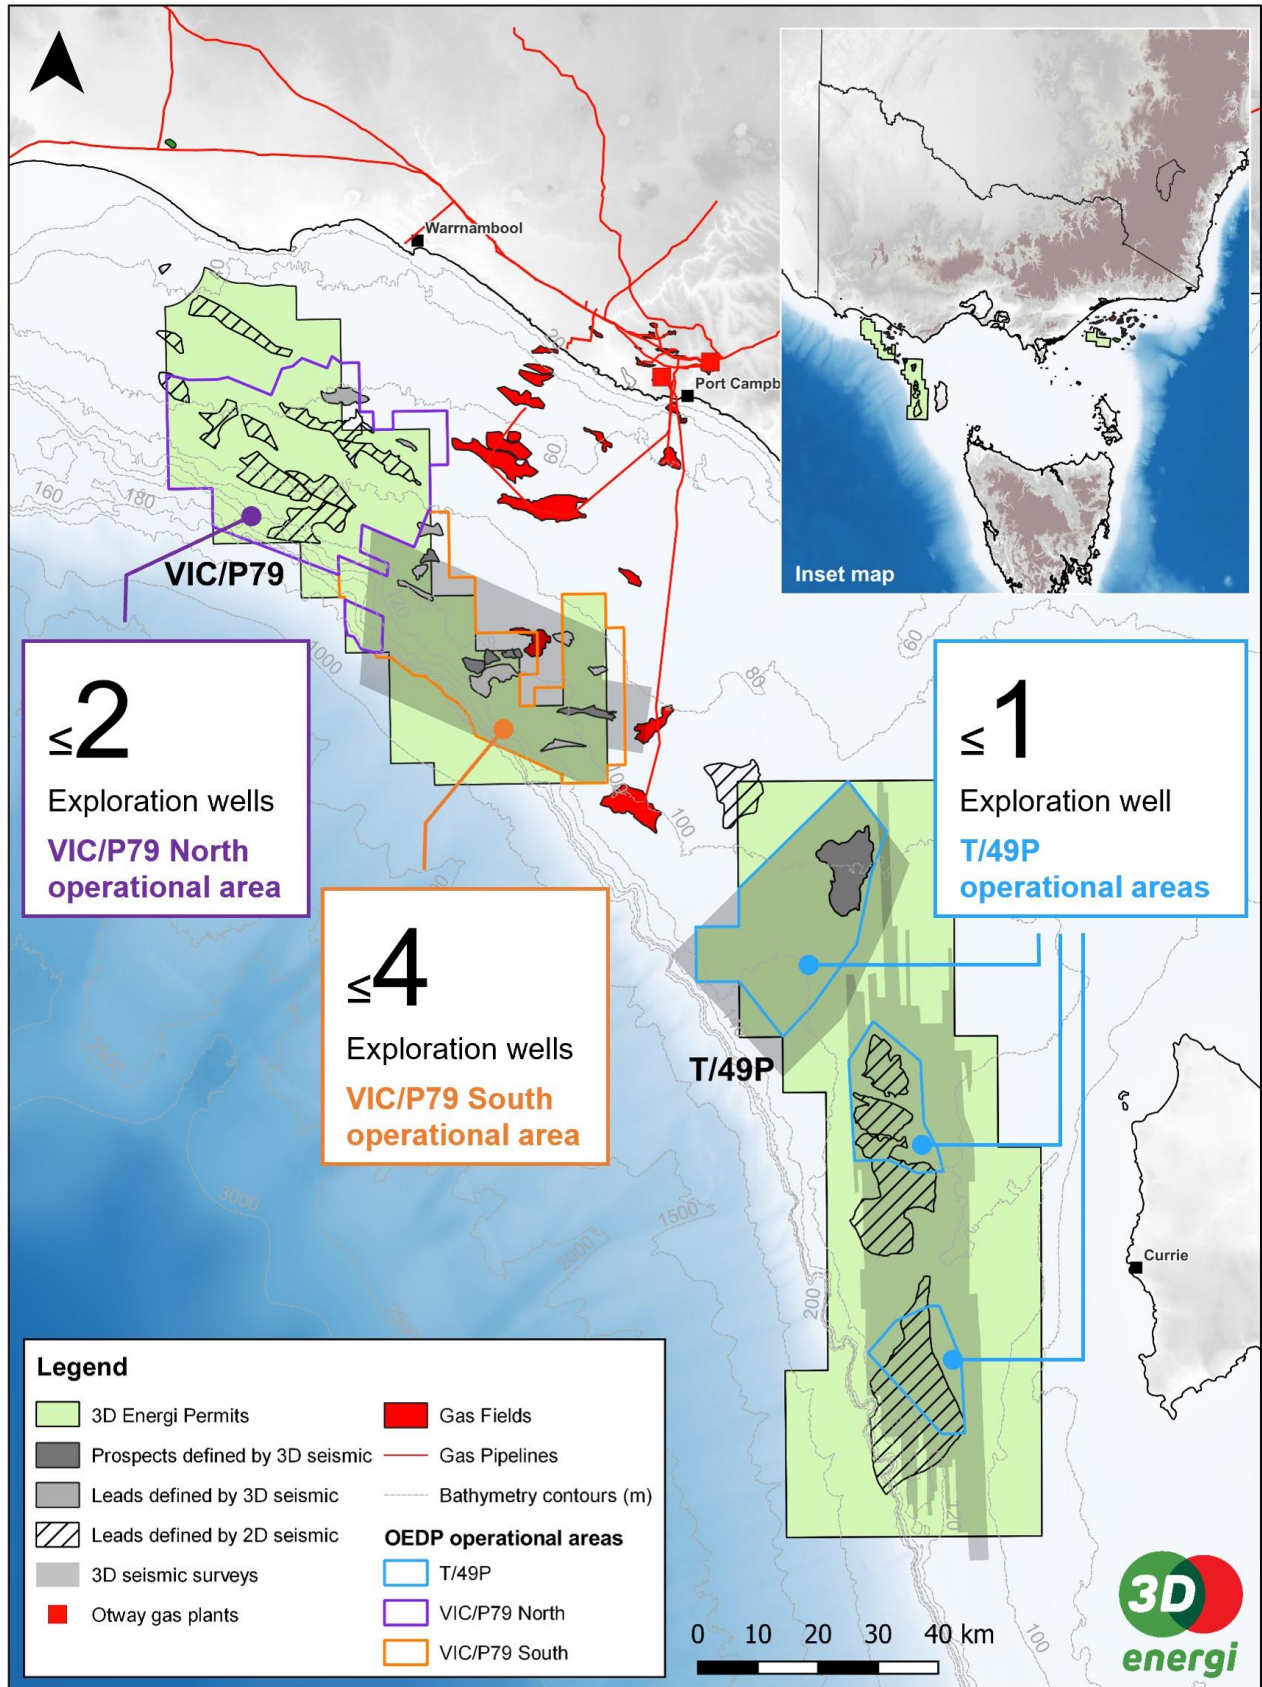 Warrnambool
20
Port Campb
60
160
180
VIC/P79
1000
60
80
Inset map
≤2
Exploration wells
VIC/P79 North
operational area
≤1
Exploration well
T/49P
operational areas
100
100
≤4
Exploration wells
VIC/P79 South
operational area
T/49P
3000
1500
2000
200
Currie
120
100
Legend
3D Energi Permits
Prospects defined by 3D seismic
Leads defined by 3D seismic
Leads defined by 2D seismic
3D seismic surveys
Otway gas plants
Gas Fields
Gas Pipelines
Bathymetry contours (m)
OEDP operational areas
T/49P
VIC/P79 North
VIC/P79 South
0 10 20 30 40 km
3D
energi